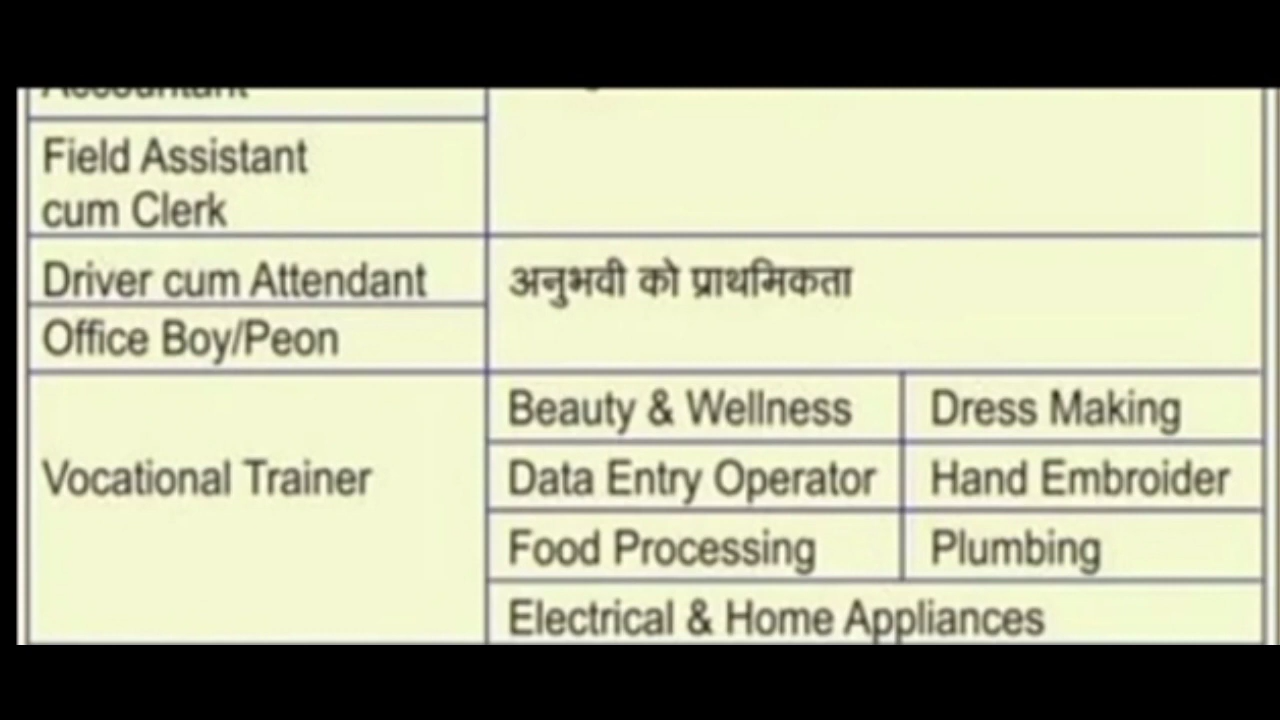 Accountant
Field Assistant
cum Clerk
Driver cum Attendant
अनुभवी को प्राथमिकता
Office Boy/Peon
Vocational Trainer
Beauty & Wellness
Dress Making
Data Entry Operator
Hand Embroider
Food Processing
Plumbing
Electrical & Home Appliances